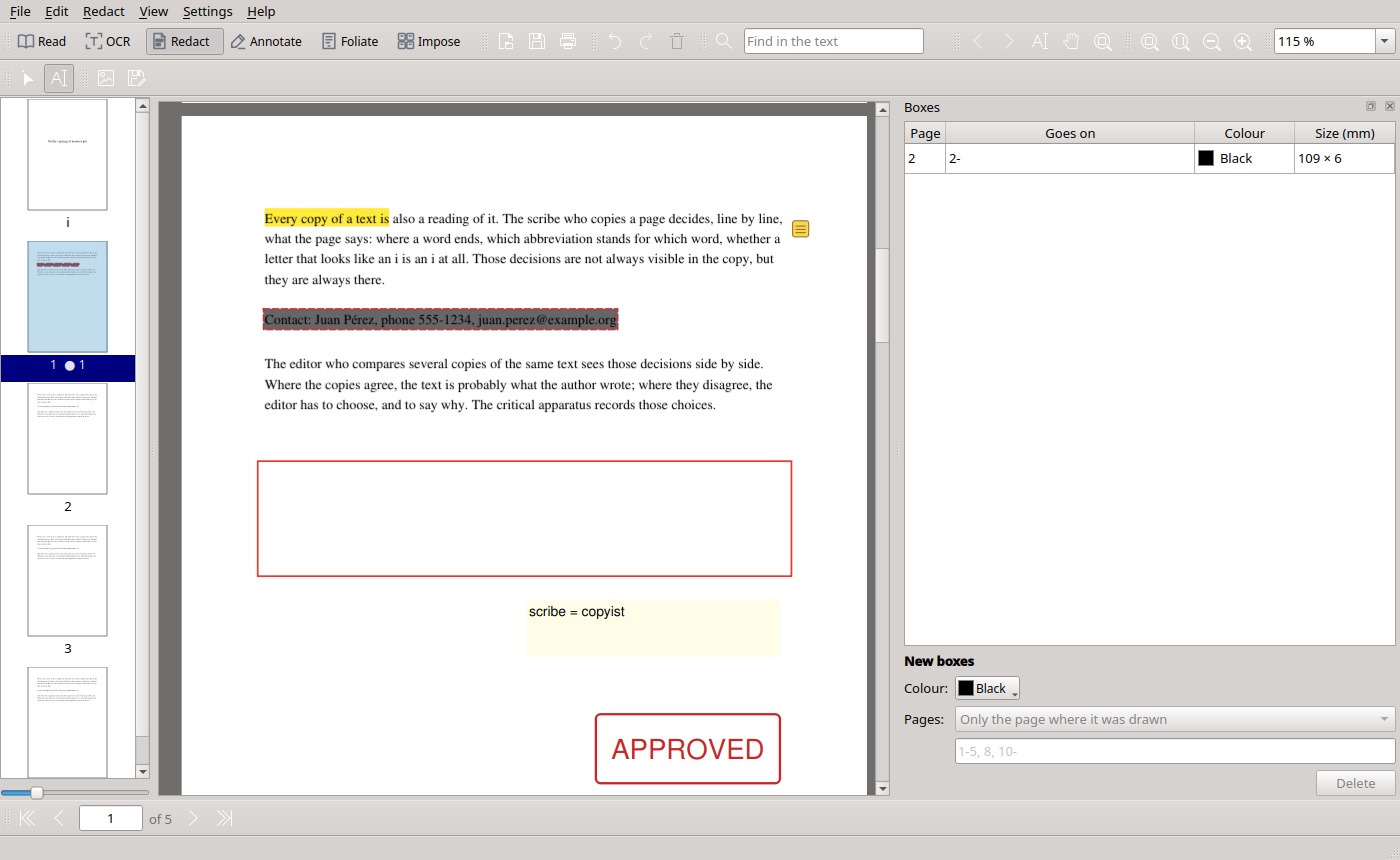 File Edit Redact View Settings Help
Read OCR Redact Annotate Foliate Impose Find in the text 115 %
i
1 1
2
3
Every copy of a text is also a reading of it. The scribe who copies a page decides, line by line,
what the page says: where a word ends, which abbreviation stands for which word, whether a
letter that looks like an i is an i at all. Those decisions are not always visible in the copy, but
they are always there.
Contact: Juan Pérez, phone 555-1234, juan.perez@example.org
The editor who compares several copies of the same text sees those decisions side by side.
Where the copies agree, the text is probably what the author wrote; where they disagree, the
editor has to choose, and to say why. The critical apparatus records those choices.
scribe = copyist
APPROVED
Boxes
Page Goes on Colour Size (mm)
2 2- Black 109 × 6
New boxes
Colour: Black
Pages: Only the page where it was drawn
1-5, 8, 10-
Delete
1 of 5